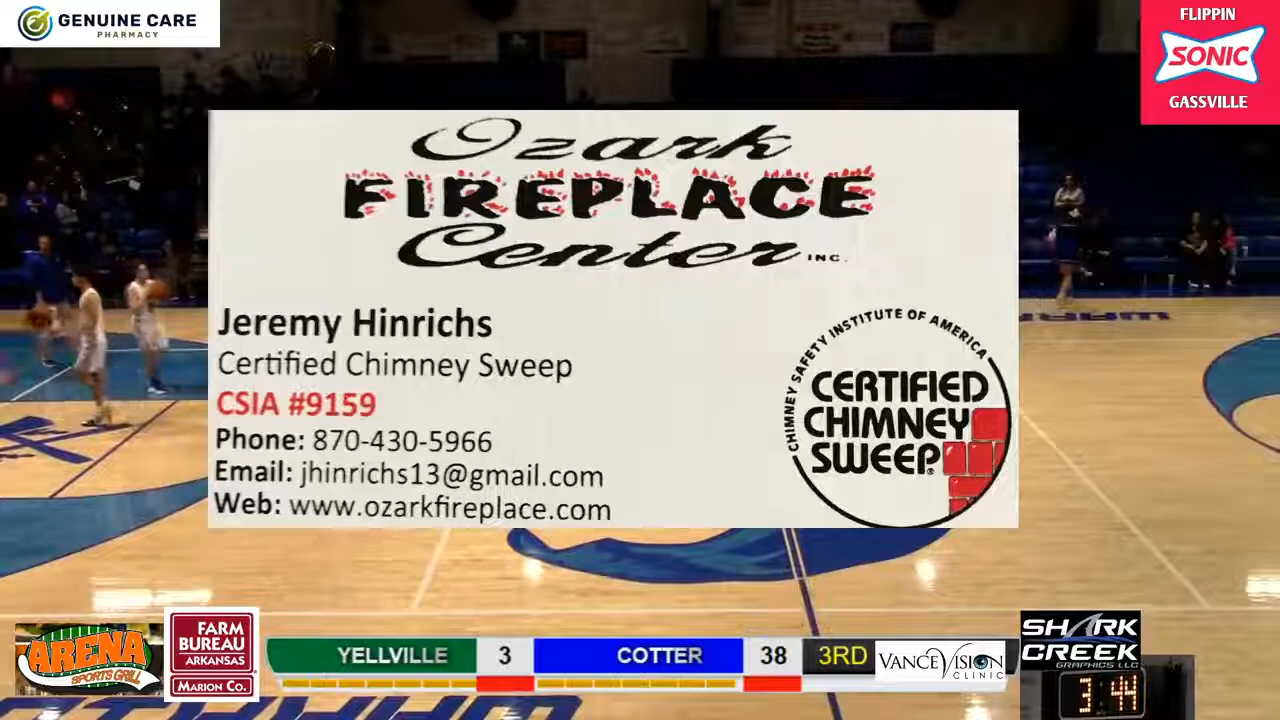 GENUINE CARE
PHARMACY
FLIPPIN
SONIC
GASSVILLE
Ozark
FIREPLACE
Center INC.
Jeremy Hinrichs
Certified Chimney Sweep
CSIA #9159
Phone: 870-430-5966
Email: jhinrichs13@gmail.com
Web: www.ozarkfireplace.com
CHIMNEY SAFETY INSTITUTE OF AMERICA
CERTIFIED
CHIMNEY
SWEEP®
ARENA
SPORTS GRILL
FARM
BUREAU
ARKANSAS
MARION CO.
YELLVILLE 3 COTTER 38 3RD
VANCE VISION
CLINIC
SHARK
CREEK
GRAPHICS LLC
3:44